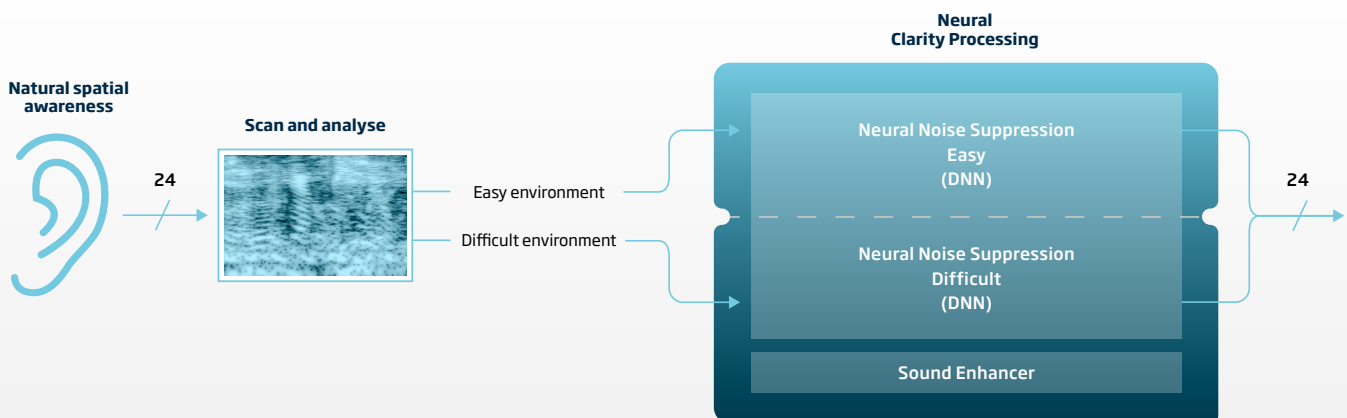 Neural
Clarity Processing
Natural spatial
awareness
Scan and analyse
24
Easy environment
Difficult environment
Neural Noise Suppression
Easy
(DNN)
Neural Noise Suppression
Difficult
(DNN)
Sound Enhancer
24